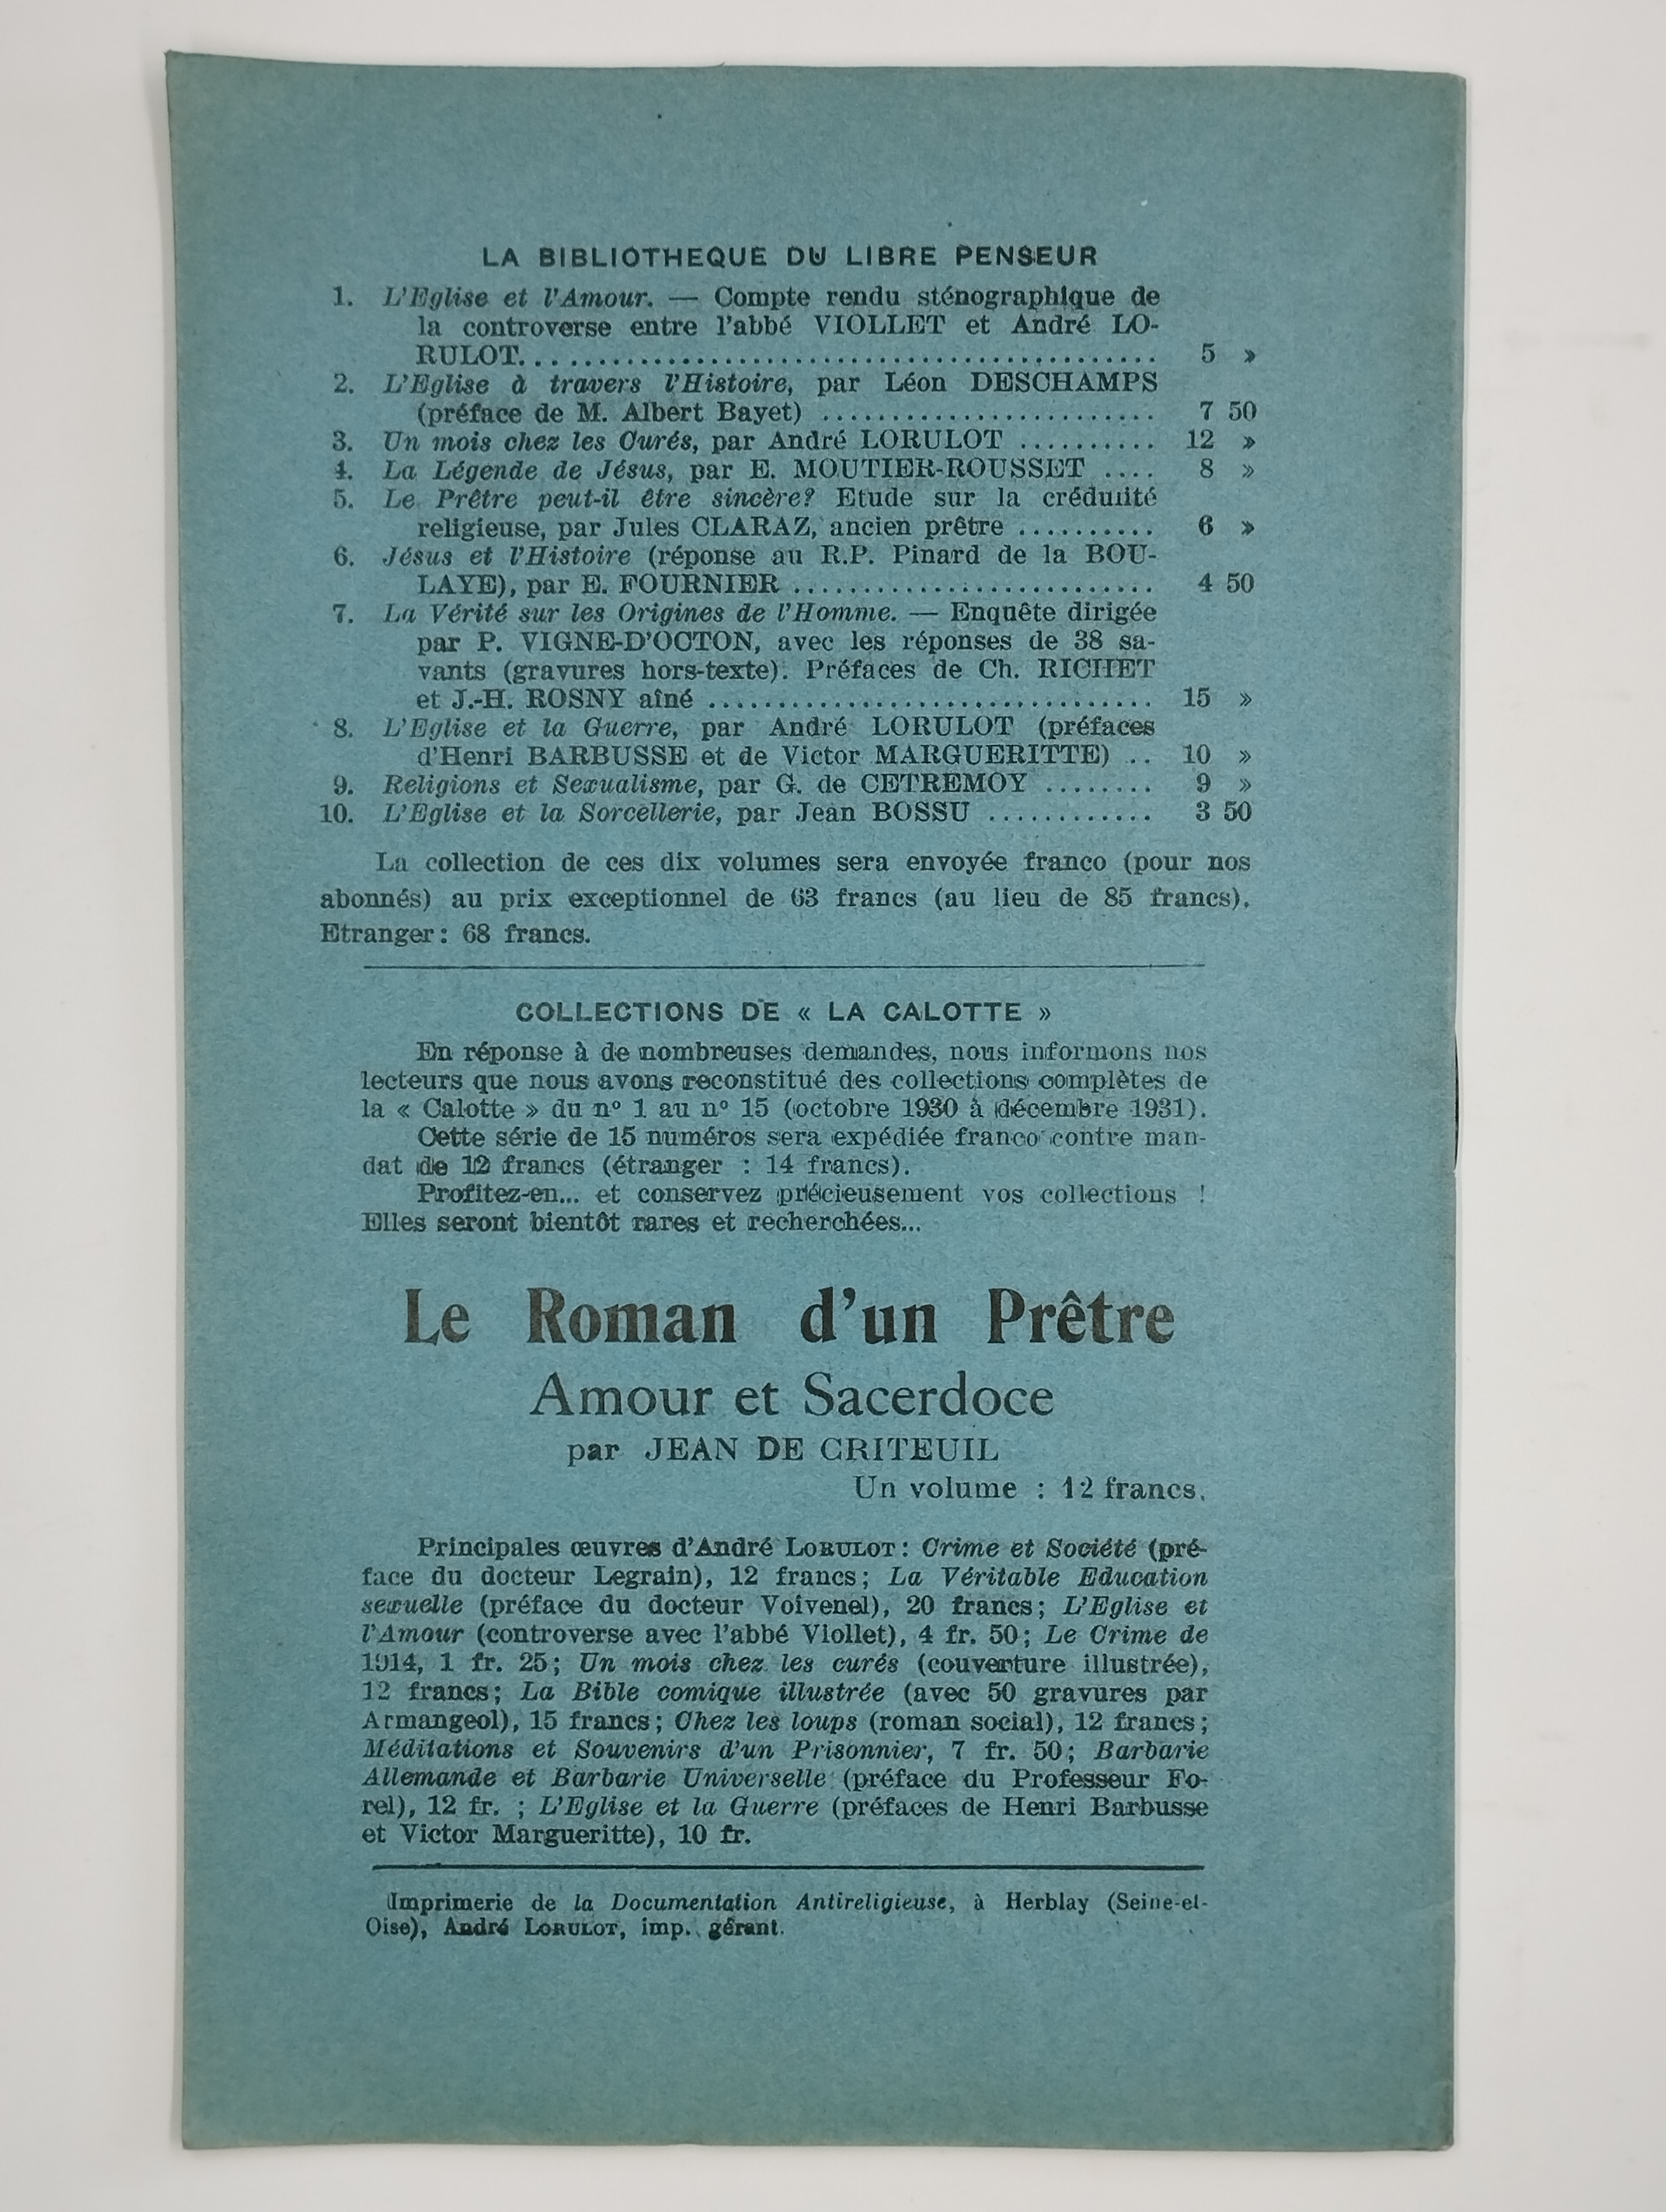 LA BIBLIOTHEQUE DU LIBRE PENSEUR
1. L'Eglise et l'Amour. — Compte rendu sténographique de
la controverse entre l'abbé VIOLLET et André LO-
RULOT. ........................................ 5 »
2. L'Eglise à travers l'Histoire, par Léon DESCHAMPS
(préface de M. Albert Bayet) ........................ 7 50
3. Un mois chez les Curés, par André LORULOT .......... 12 »
4. La Légende de Jésus, par E. MOUTIER-ROUSSET .... 8 »
5. Le Prêtre peut-il être sincère? Etude sur la crédulité
religieuse, par Jules CLARAZ, ancien prêtre .......... 6 »
6. Jésus et l'Histoire (réponse au R.P. Pinard de la BOU-
LAYE), par E. FOURNIER .......................... 4 50
7. La Vérité sur les Origines de l'Homme. — Enquête dirigée
par P. VIGNE-D'OCTON, avec les réponses de 38 sa-
vants (gravures hors-texte). Préfaces de Ch. RICHET
et J.-H. ROSNY aîné ................................ 15 »
8. L'Eglise et la Guerre, par André LORULOT (préfaces
d'Henri BARBUSSE et de Victor MARGUERITTE) .. 10 »
9. Religions et Sexualisme, par G. de CETREMOY ........ 9 »
10. L'Eglise et la Sorcellerie, par Jean BOSSU ............ 3 50
La collection de ces dix volumes sera envoyée franco (pour nos
abonnés) au prix exceptionnel de 63 francs (au lieu de 85 francs).
Etranger : 68 francs.
COLLECTIONS DE « LA CALOTTE »
En réponse à de nombreuses demandes, nous informons nos
lecteurs que nous avons reconstitué des collections complètes de
la « Calotte » du n° 1 au n° 15 (octobre 1930 à décembre 1931).
Cette série de 15 numéros sera expédiée franco contre man-
dat de 12 francs (étranger : 14 francs).
Profitez-en... et conservez précieusement vos collections !
Elles seront bientôt rares et recherchées...
Le Roman d'un Prêtre
Amour et Sacerdoce
par JEAN DE CRITEUIL
Un volume : 12 francs.
Principales œuvres d'André LORULOT : Crime et Société (pré-
face du docteur Legrain), 12 francs ; La Véritable Education
sexuelle (préface du docteur Voivenel), 20 francs ; L'Eglise et
l'Amour (controverse avec l'abbé Viollet), 4 fr. 50 ; Le Crime de
1914, 1 fr. 25 ; Un mois chez les curés (couverture illustrée),
12 francs ; La Bible comique illustrée (avec 50 gravures par
Armangeol), 15 francs ; Chez les loups (roman social), 12 francs ;
Méditations et Souvenirs d'un Prisonnier, 7 fr. 50 ; Barbarie
Allemande et Barbarie Universelle (préface du Professeur Fo-
rel), 12 fr. ; L'Eglise et la Guerre (préfaces de Henri Barbusse
et Victor Margueritte), 10 fr.
Imprimerie de la Documentation Antireligieuse, à Herblay (Seine-et-
Oise), André LORULOT, imp. gérant.